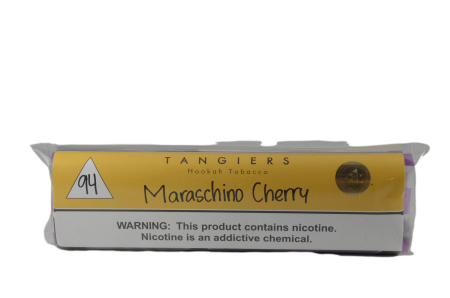 TANGIERS
Hookah Tobacco
94
Maraschino Cherry
WARNING: This product contains nicotine.
Nicotine is an addictive chemical.